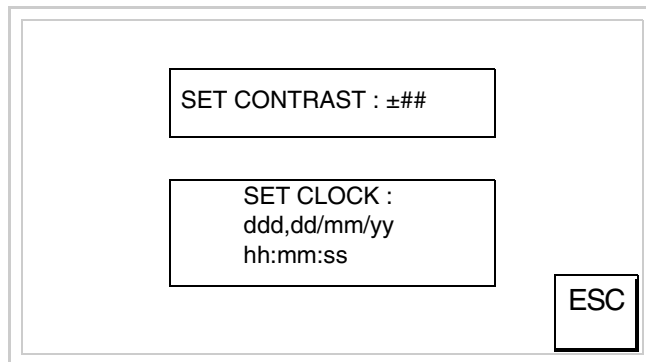 SET CONTRAST : ±##
SET CLOCK :
ddd,dd/mm/yy
hh:mm:ss
ESC